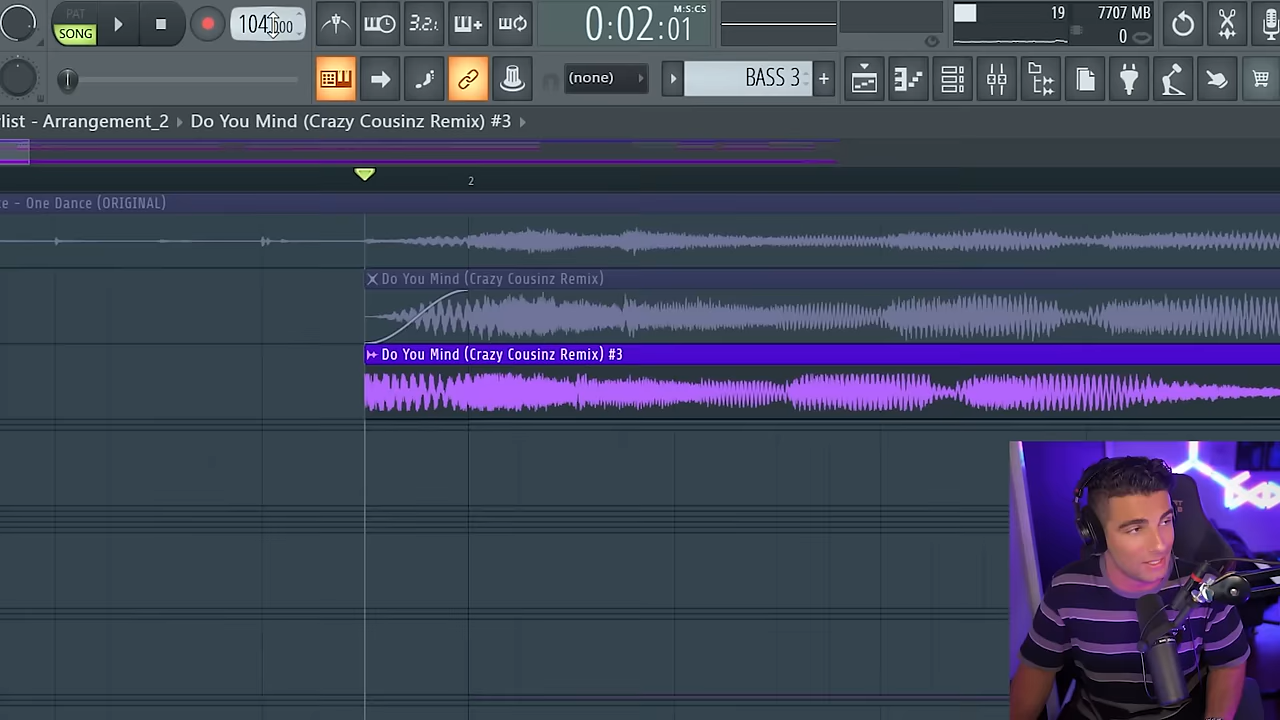 PAT
SONG
104.000
3.2.1
0:02:01
M:S:CS
19
7707 MB
0
(none)
BASS 3
list - Arrangement_2 ▸ Do You Mind (Crazy Cousinz Remix) #3
2
- One Dance (ORIGINAL)
Do You Mind (Crazy Cousinz Remix)
Do You Mind (Crazy Cousinz Remix) #3